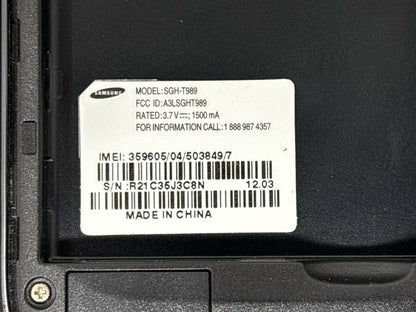 SAMSUNG
MODEL:SGH-T989
FCC ID:A3LSGHT989
RATED:3.7 V⎓; 1500 mA
FOR INFORMATION CALL:1 888 987 4357
IMEI: 359605/04/503849/7
S/N :R21C35J3C8N 12.03
MADE IN CHINA